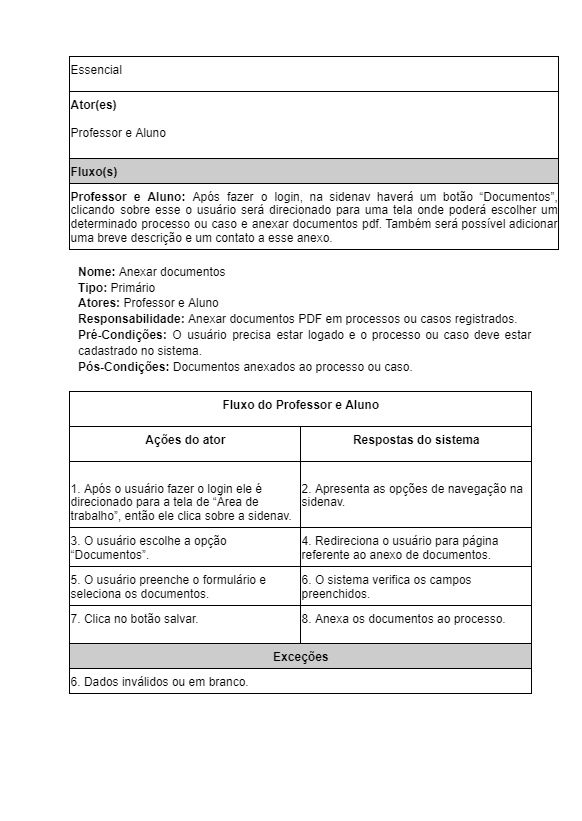 Essencial
Ator(es)
Professor e Aluno
Fluxo(s)
Professor e Aluno: Após fazer o login, na sidenav haverá um botão “Documentos”,
clicando sobre esse o usuário será direcionado para uma tela onde poderá escolher um
determinado processo ou caso e anexar documentos pdf. Também será possível adicionar
uma breve descrição e um contato a esse anexo.
Nome: Anexar documentos
Tipo: Primário
Atores: Professor e Aluno
Responsabilidade: Anexar documentos PDF em processos ou casos registrados.
Pré-Condições: O usuário precisa estar logado e o processo ou caso deve estar
cadastrado no sistema.
Pós-Condições: Documentos anexados ao processo ou caso.
Fluxo do Professor e Aluno
Ações do ator
Respostas do sistema
1. Após o usuário fazer o login ele é
direcionado para a tela de “Área de
trabalho”, então ele clica sobre a sidenav.
2. Apresenta as opções de navegação na
sidenav.
3. O usuário escolhe a opção
“Documentos”.
4. Redireciona o usuário para página
referente ao anexo de documentos.
5. O usuário preenche o formulário e
seleciona os documentos.
6. O sistema verifica os campos
preenchidos.
7. Clica no botão salvar.
8. Anexa os documentos ao processo.
Exceções
6. Dados inválidos ou em branco.